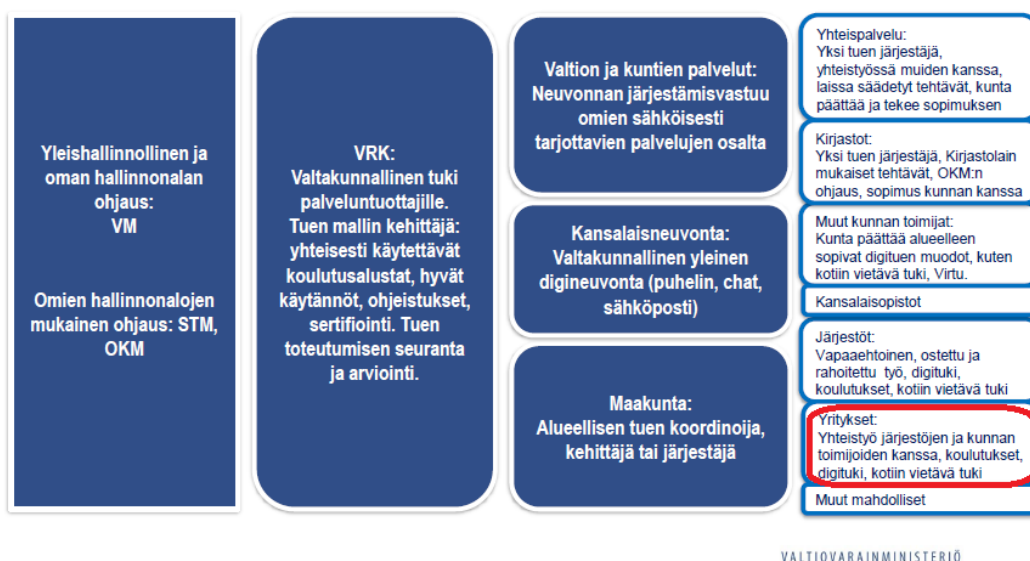 Yleishallinnollinen ja
oman hallinnonalan
ohjaus:
VM
Omien hallinnonalojen
mukainen ohjaus: STM,
OKM
VRK:
Valtakunnallinen tuki
palveluntuottajille.
Tuen mallin kehittäjä:
yhteisesti käytettävät
koulutusalustat, hyvät
käytännöt, ohjeistukset,
sertifiointi. Tuen
toteutumisen seuranta
ja arviointi.
Valtion ja kuntien palvelut:
Neuvonnan järjestämisvastuu
omien sähköisesti
tarjottavien palvelujen osalta
Kansalaisneuvonta:
Valtakunnallinen yleinen
digineuvonta (puhelin, chat,
sähköposti)
Maakunta:
Alueellisen tuen koordinoija,
kehittäjä tai järjestäjä
Yhteispalvelu:
Yksi tuen järjestäjä,
yhteistyössä muiden kanssa,
laissa säädetyt tehtävät, kunta
päättää ja tekee sopimuksen
Kirjastot:
Yksi tuen järjestäjä, Kirjastolain
mukaiset tehtävät, OKM:n
ohjaus, sopimus kunnan kanssa
Muut kunnan toimijat:
Kunta päättää alueelleen
sopivat digituen muodot, kuten
kotiin vietävä tuki, Virtu.
Kansalaisopistot
Järjestöt:
Vapaaehtoinen, ostettu ja
rahoitettu työ, digituki,
koulutukset, kotiin vietävä tuki
Yritykset:
Yhteistyö järjestöjen ja kunnan
toimijoiden kanssa, koulutukset,
digituki, kotiin vietävä tuki
Muut mahdolliset
VALTIOVARAINMINISTERIÖ